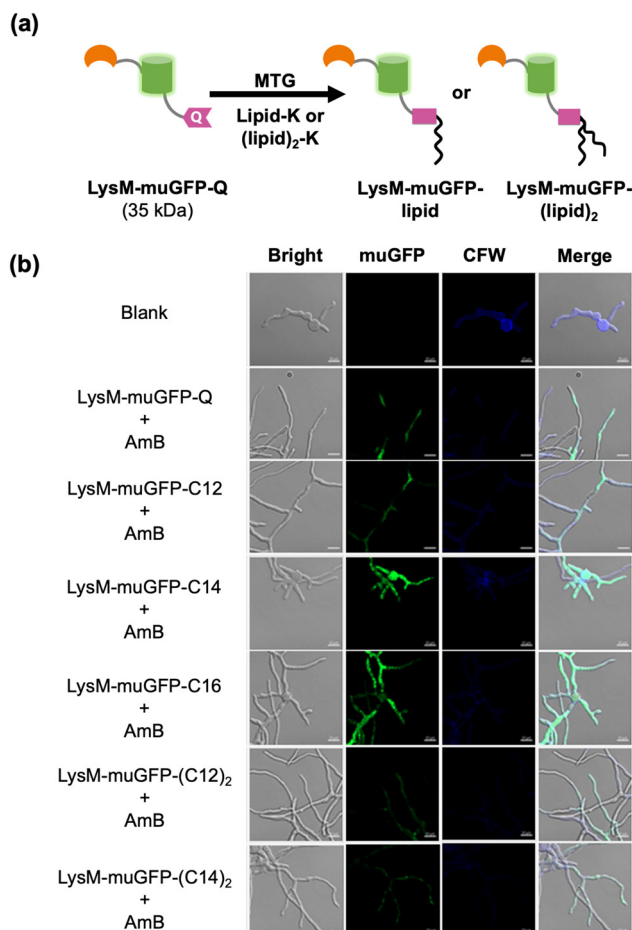 (a)
MTG
Lipid-K or
(lipid)₂-K
or
Q
LysM-muGFP-Q
(35 kDa)
LysM-muGFP-
lipid
LysM-muGFP-
(lipid)₂
(b)
Bright muGFP CFW Merge
Blank
LysM-muGFP-Q
+
AmB
LysM-muGFP-C12
+
AmB
LysM-muGFP-C14
+
AmB
LysM-muGFP-C16
+
AmB
LysM-muGFP-(C12)₂
+
AmB
LysM-muGFP-(C14)₂
+
AmB